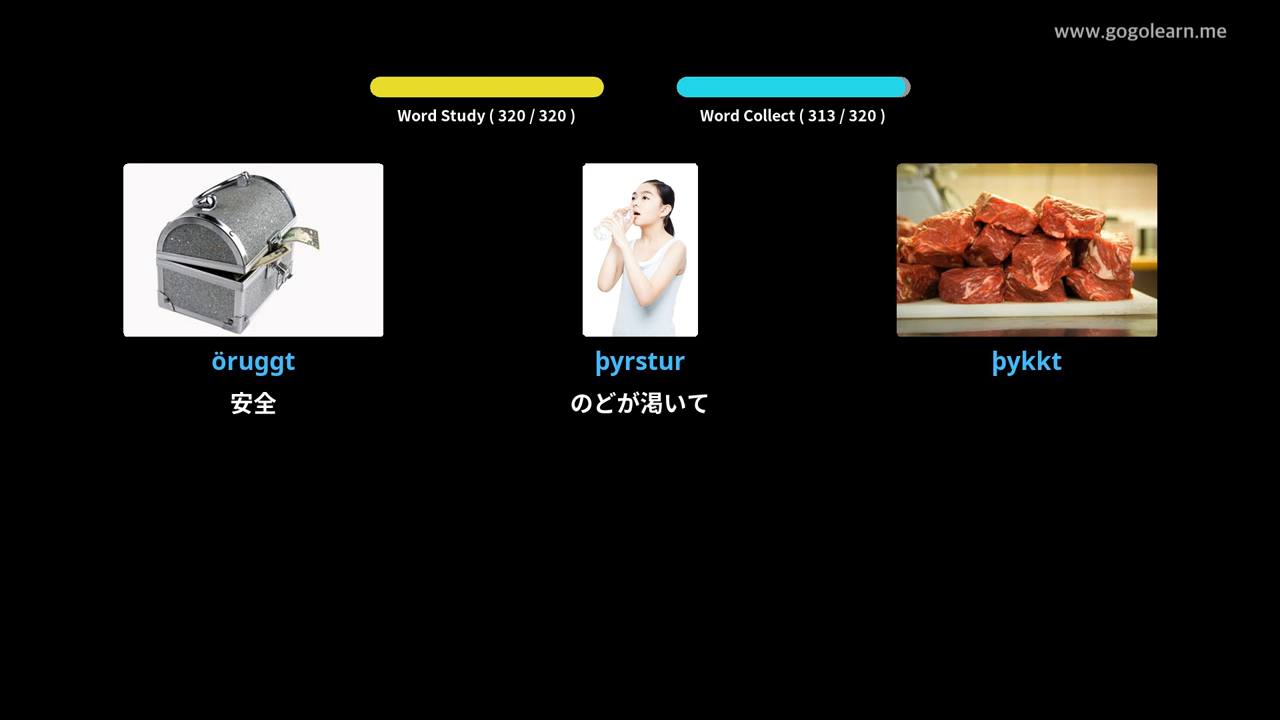 www.gogolearn.me
Word Study ( 320 / 320 )
Word Collect ( 313 / 320 )
öruggt
þyrstur
þykkt
安全
のどが渇いて